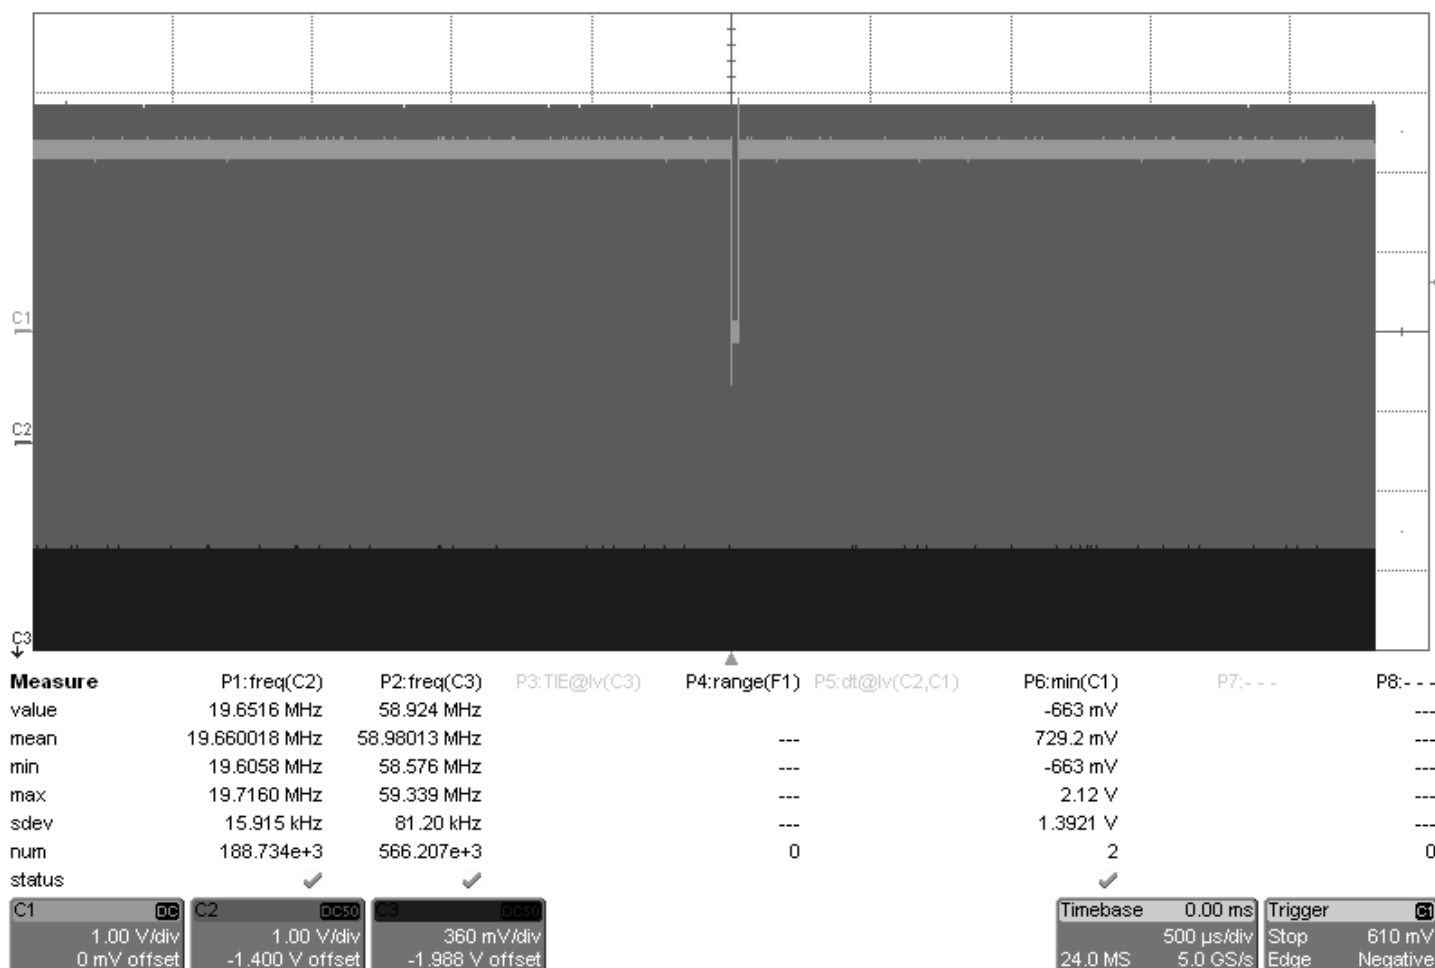 C1
C2
C3
Measure P1:freq(C2) P2:freq(C3) P3:TIE@lv(C3) P4:range(F1) P5:dt@lv(C2,C1) P6:min(C1) P7:- - - P8:- - -
value 19.6516 MHz 58.924 MHz -663 mV ---
mean 19.660018 MHz 58.98013 MHz --- 729.2 mV ---
min 19.6058 MHz 58.576 MHz --- -663 mV ---
max 19.7160 MHz 59.339 MHz --- 2.12 V ---
sdev 15.915 kHz 81.20 kHz --- 1.3921 V ---
num 188.734e+3 566.207e+3 0 2 0
status
C1 DC C2 DC50 C3 DC50 Timebase 0.00 ms Trigger C1
1.00 V/div 1.00 V/div 360 mV/div 500 µs/div Stop 610 mV
0 mV offset -1.400 V offset -1.988 V offset 24.0 MS 5.0 GS/s Edge Negative